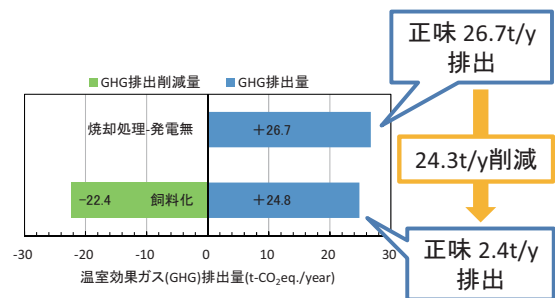 正味 26.7t/y
排出
■GHG排出削減量 ■GHG排出量
焼却処理-発電無
+26.7
24.3t/y削減
-22.4 飼料化 +24.8
-30 -20 -10 0 10 20 30
温室効果ガス(GHG)排出量(t-CO₂eq./year)
正味 2.4t/y
排出